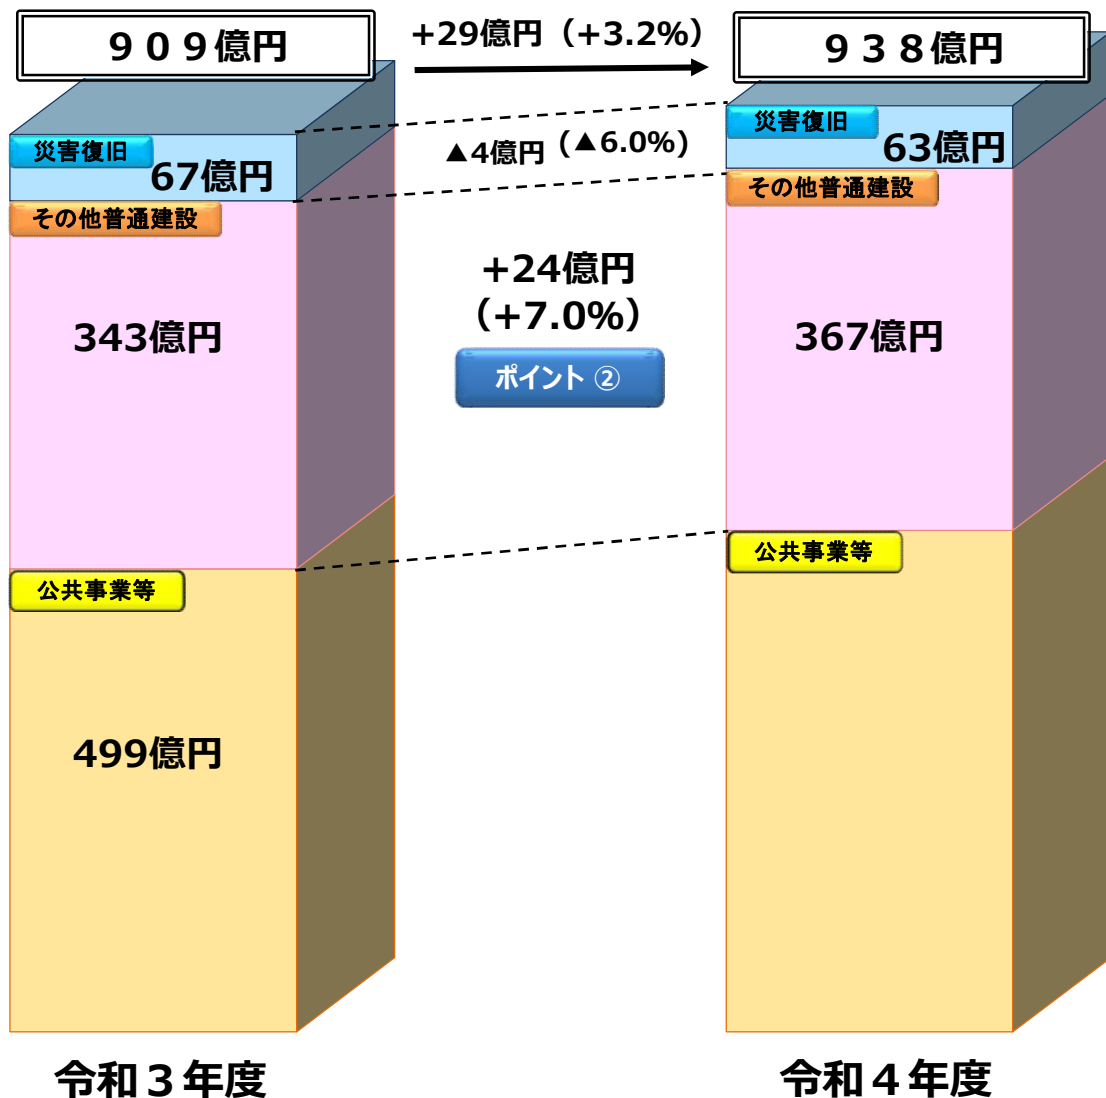 ９０９億円
+29億円（+3.2%）
９３８億円
災害復旧
67億円
▲4億円（▲6.0%）
災害復旧
63億円
その他普通建設
343億円
+24億円
（+7.0%）
ポイント ②
その他普通建設
367億円
公共事業等
499億円
公共事業等
令和３年度
令和４年度